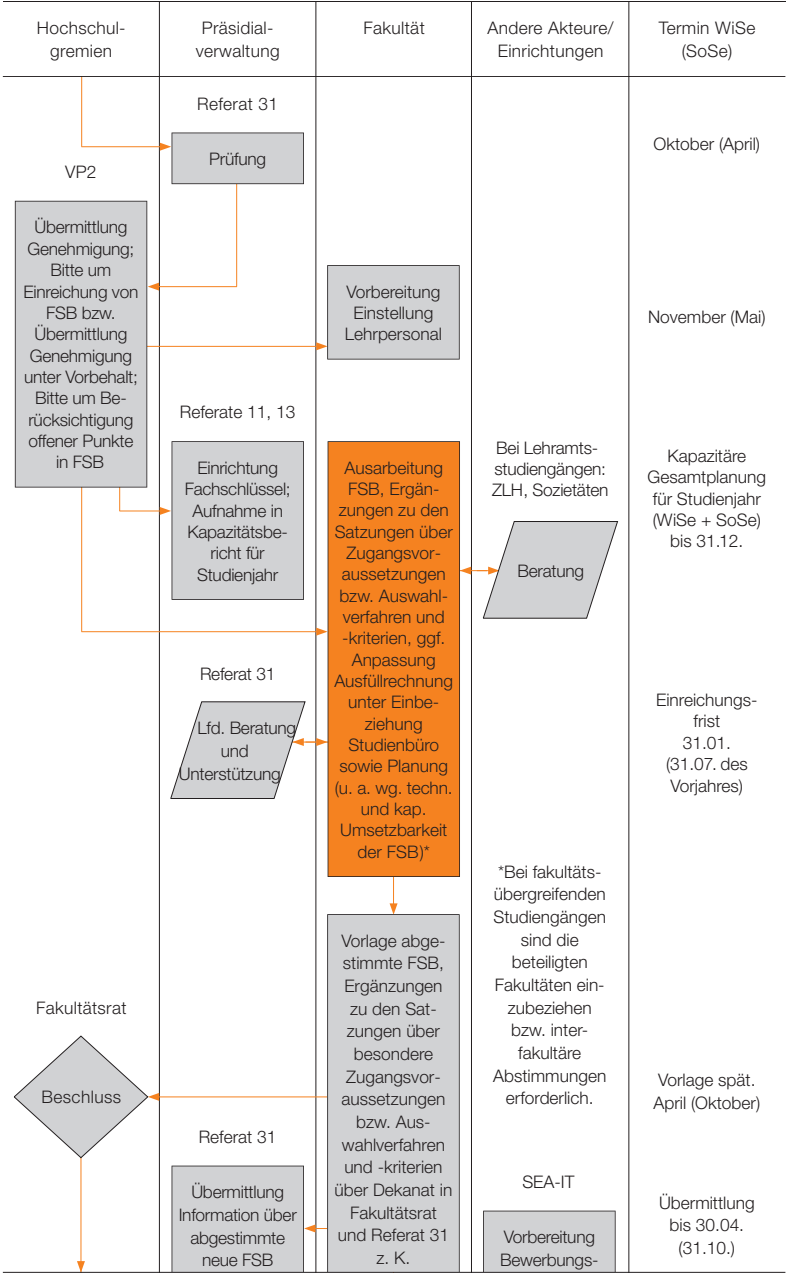 Hochschul-
gremien
Präsidial-
verwaltung
Fakultät
Andere Akteure/
Einrichtungen
Termin WiSe
(SoSe)
Referat 31
Prüfung
Oktober (April)
VP2
Übermittlung
Genehmigung;
Bitte um
Einreichung von
FSB bzw.
Übermittlung
Genehmigung
unter Vorbehalt;
Bitte um Be-
rücksichtigung
offener Punkte
in FSB
Vorbereitung
Einstellung
Lehrpersonal
November (Mai)
Referate 11, 13
Einrichtung
Fachschlüssel;
Aufnahme in
Kapazitätsbe-
richt für
Studienjahr
Ausarbeitung
FSB, Ergän-
zungen zu den
Satzungen über
Zugangsvor-
aussetzungen
bzw. Auswahl-
verfahren und
-kriterien, ggf.
Anpassung
Ausfüllrechnung
unter Einbe-
ziehung
Studienbüro
sowie Planung
(u. a. wg. techn.
und kap.
Umsetzbarkeit
der FSB)*
Bei Lehramts-
studiengängen:
ZLH, Sozietäten
Beratung
Kapazitäre
Gesamtplanung
für Studienjahr
(WiSe + SoSe)
bis 31.12.
Referat 31
Lfd. Beratung
und
Unterstützung
Einreichungs-
frist
31.01.
(31.07. des
Vorjahres)
*Bei fakultäts-
übergreifenden
Studiengängen
sind die
beteiligten
Fakultäten ein-
zubeziehen
bzw. inter-
fakultäre
Abstimmungen
erforderlich.
Vorlage abge-
stimmte FSB,
Ergänzungen
zu den Sat-
zungen über
besondere
Zugangsvor-
aussetzungen
bzw. Aus-
wahlverfahren
und -kriterien
über Dekanat in
Fakultätsrat
und Referat 31
z. K.
Fakultätsrat
Beschluss
Vorlage spät.
April (Oktober)
Referat 31
Übermittlung
Information über
abgestimmte
neue FSB
SEA-IT
Vorbereitung
Bewerbungs-
Übermittlung
bis 30.04.
(31.10.)